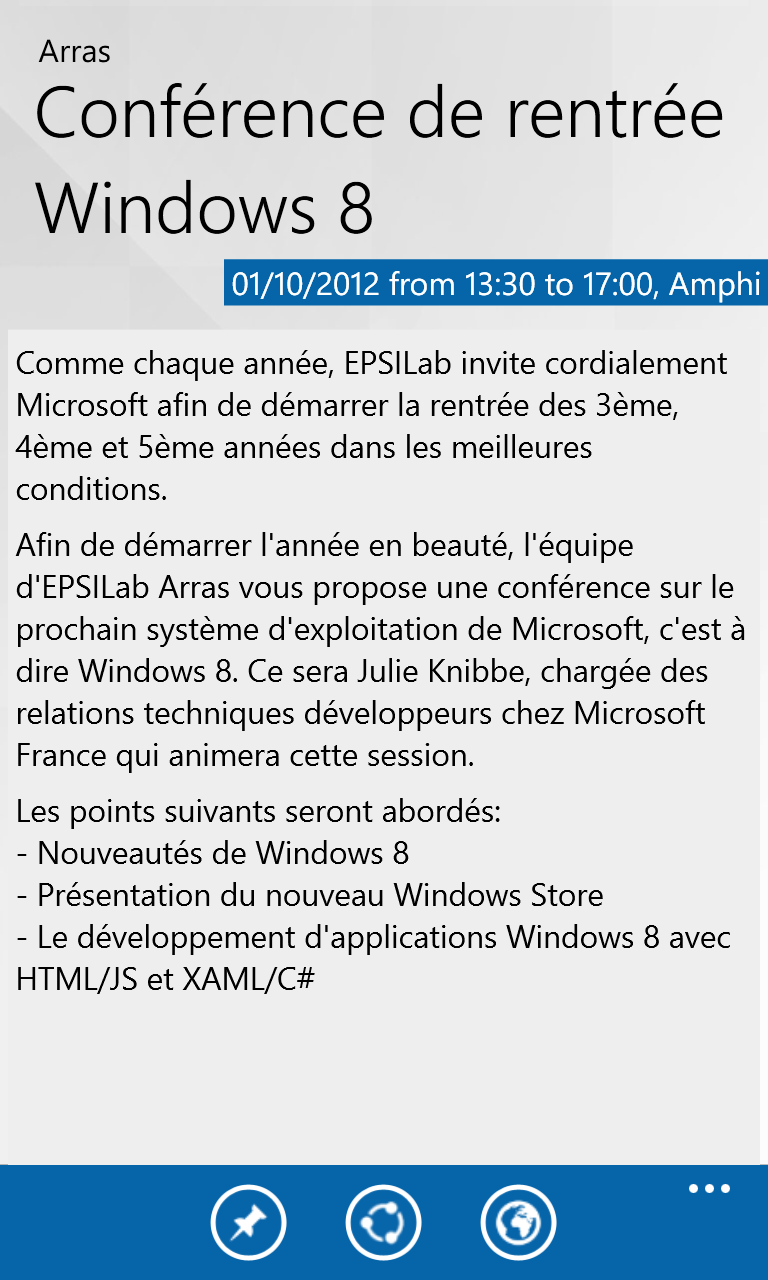 Arras
Conférence de rentrée
Windows 8
01/10/2012 from 13:30 to 17:00, Amphi
Comme chaque année, EPSILab invite cordialement
Microsoft afin de démarrer la rentrée des 3ème,
4ème et 5ème années dans les meilleures
conditions.
Afin de démarrer l'année en beauté, l'équipe
d'EPSILab Arras vous propose une conférence sur le
prochain système d'exploitation de Microsoft, c'est à
dire Windows 8. Ce sera Julie Knibbe, chargée des
relations techniques développeurs chez Microsoft
France qui animera cette session.
Les points suivants seront abordés:
- Nouveautés de Windows 8
- Présentation du nouveau Windows Store
- Le développement d'applications Windows 8 avec
HTML/JS et XAML/C#